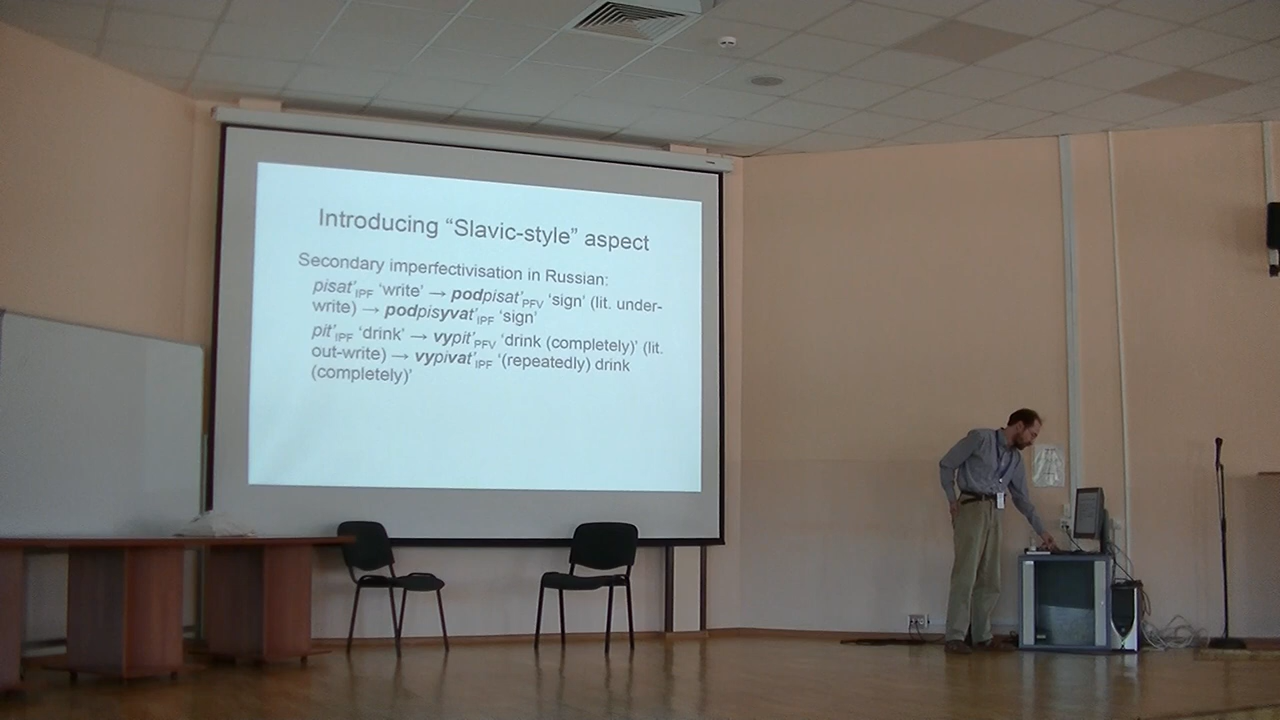 Introducing “Slavic-style” aspect
Secondary imperfectivisation in Russian:
pisat’IPF ‘write’ → podpisat’PFV ‘sign’ (lit. under-
write) → podpisyvat’IPF ‘sign’
pit’IPF ‘drink’ → vypit’PFV ‘drink (completely)’ (lit.
out-write) → vypivat’IPF ‘(repeatedly) drink
(completely)’